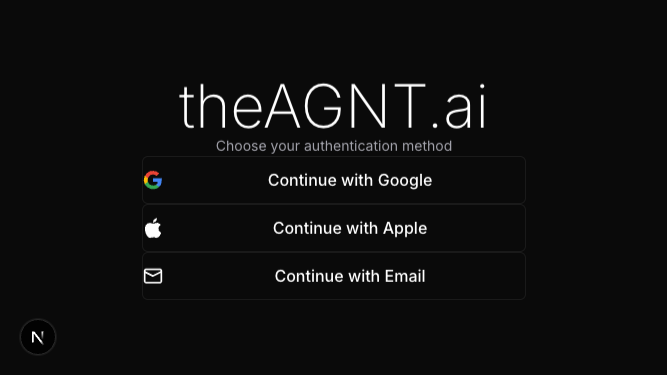 theAGNT.ai
Choose your authentication method
Continue with Google
Continue with Apple
Continue with Email
N